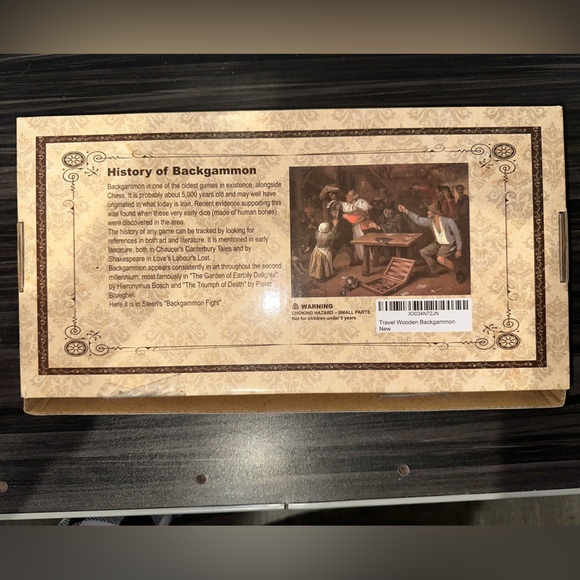 History of Backgammon
Backgammon is one of the oldest games in existence, alongside
Chess. It is probably about 5,000 years old and may well have
originated in what today is Iran. Recent evidence supporting this
was found when these very early dice (made of human bones)
were discovered in the area.
The history of any game can be tracked by looking for
references in both art and literature. It is mentioned in early
literature, both in Chaucer's Canterbury Tales and by
Shakespeare in Love's Labour's Lost.
Backgammon appears consistently in art throughout the second
millennium, most famously in "The Garden of Earthly Delights"
by Hieronymus Bosch and "The Triumph of Death" by Pieter
Brueghel.
Here it is in Steen's "Backgammon Fight"
WARNING
CHOKING HAZARD – SMALL PARTS
Not for children under 3 years
X0034N72JN
Travel Wooden Backgammon
New